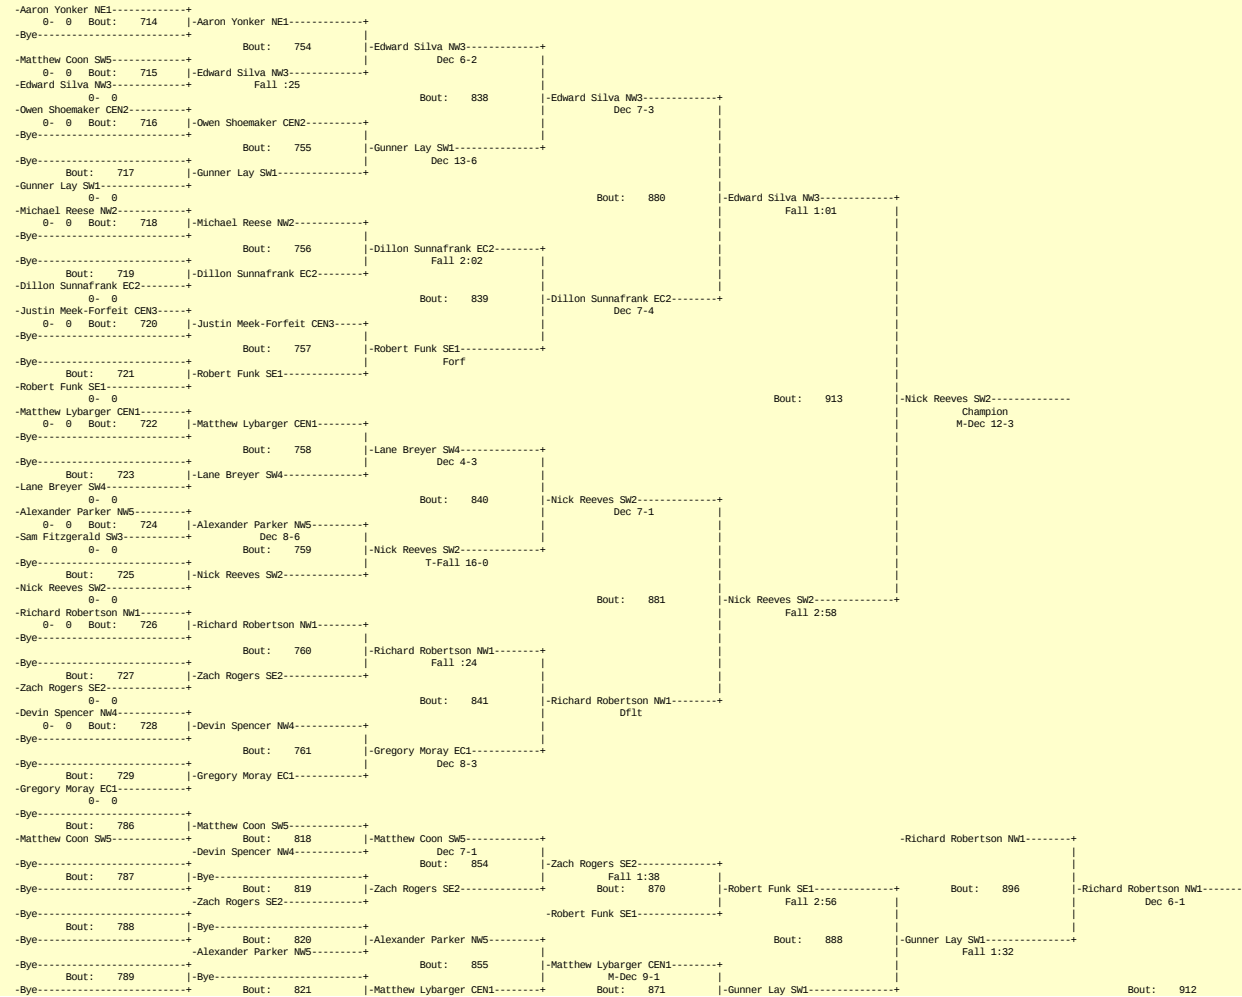 -Aaron Yonker NE1-------------+
0- 0 Bout: 714 |-Aaron Yonker NE1-------------+
-Bye--------------------------+ |
Bout: 754 |-Edward Silva NW3-------------+
-Matthew Coon SW5-------------+ | Dec 6-2 |
0- 0 Bout: 715 |-Edward Silva NW3-------------+ |
-Edward Silva NW3-------------+ Fall :25 |
0- 0 Bout: 838 |-Edward Silva NW3-------------+
-Owen Shoemaker CEN2----------+ | Dec 7-3 |
0- 0 Bout: 716 |-Owen Shoemaker CEN2----------+ | |
-Bye--------------------------+ | | |
Bout: 755 |-Gunner Lay SW1---------------+ |
-Bye--------------------------+ | Dec 13-6 |
Bout: 717 |-Gunner Lay SW1---------------+ |
-Gunner Lay SW1---------------+ |
0- 0 Bout: 880 |-Edward Silva NW3-------------+
-Michael Reese NW2------------+ | Fall 1:01 |
0- 0 Bout: 718 |-Michael Reese NW2------------+ | |
-Bye--------------------------+ | | |
Bout: 756 |-Dillon Sunnafrank EC2--------+ | |
-Bye--------------------------+ | Fall 2:02 | | |
Bout: 719 |-Dillon Sunnafrank EC2--------+ | | |
-Dillon Sunnafrank EC2--------+ | | |
0- 0 Bout: 839 |-Dillon Sunnafrank EC2--------+ |
-Justin Meek-Forfeit CEN3-----+ | Dec 7-4 |
0- 0 Bout: 720 |-Justin Meek-Forfeit CEN3-----+ | |
-Bye--------------------------+ | | |
Bout: 757 |-Robert Funk SE1--------------+ |
-Bye--------------------------+ | Forf |
Bout: 721 |-Robert Funk SE1--------------+ |
-Robert Funk SE1--------------+ |
0- 0 Bout: 913 |-Nick Reeves SW2--------------
-Matthew Lybarger CEN1--------+ | Champion
0- 0 Bout: 722 |-Matthew Lybarger CEN1--------+ | M-Dec 12-3
-Bye--------------------------+ | |
Bout: 758 |-Lane Breyer SW4--------------+ |
-Bye--------------------------+ | Dec 4-3 | |
Bout: 723 |-Lane Breyer SW4--------------+ | |
-Lane Breyer SW4--------------+ | |
0- 0 Bout: 840 |-Nick Reeves SW2--------------+ |
-Alexander Parker NW5---------+ | Dec 7-1 | |
0- 0 Bout: 724 |-Alexander Parker NW5---------+ | | |
-Sam Fitzgerald SW3-----------+ Dec 8-6 | | | |
0- 0 Bout: 759 |-Nick Reeves SW2--------------+ | |
-Bye--------------------------+ | T-Fall 16-0 | |
Bout: 725 |-Nick Reeves SW2--------------+ | |
-Nick Reeves SW2--------------+ | |
0- 0 Bout: 881 |-Nick Reeves SW2--------------+
-Richard Robertson NW1--------+ | Fall 2:58
0- 0 Bout: 726 |-Richard Robertson NW1--------+ |
-Bye--------------------------+ | |
Bout: 760 |-Richard Robertson NW1--------+ |
-Bye--------------------------+ | Fall :24 | |
Bout: 727 |-Zach Rogers SE2--------------+ | |
-Zach Rogers SE2--------------+ | |
0- 0 Bout: 841 |-Richard Robertson NW1--------+
-Devin Spencer NW4------------+ | Dflt
0- 0 Bout: 728 |-Devin Spencer NW4------------+ |
-Bye--------------------------+ | |
Bout: 761 |-Gregory Moray EC1------------+
-Bye--------------------------+ | Dec 8-3
Bout: 729 |-Gregory Moray EC1------------+
-Gregory Moray EC1------------+
0- 0
-Bye--------------------------+
Bout: 786 |-Matthew Coon SW5-------------+
-Matthew Coon SW5-------------+ Bout: 818 |-Matthew Coon SW5-------------+ -Richard Robertson NW1--------+
-Devin Spencer NW4------------+ Dec 7-1 | |
-Bye--------------------------+ Bout: 854 |-Zach Rogers SE2--------------+ |
Bout: 787 |-Bye--------------------------+ | Fall 1:38 | |
-Bye--------------------------+ Bout: 819 |-Zach Rogers SE2--------------+ Bout: 870 |-Robert Funk SE1--------------+ Bout: 896 |-Richard Robertson NW1-------
-Zach Rogers SE2--------------+ | Fall 2:56 | | Dec 6-1
-Bye--------------------------+ -Robert Funk SE1--------------+ | |
Bout: 788 |-Bye--------------------------+ | |
-Bye--------------------------+ Bout: 820 |-Alexander Parker NW5---------+ Bout: 888 |-Gunner Lay SW1---------------+
-Alexander Parker NW5---------+ | | Fall 1:32
-Bye--------------------------+ Bout: 855 |-Matthew Lybarger CEN1--------+ |
Bout: 789 |-Bye--------------------------+ | M-Dec 9-1 | |
-Bye--------------------------+ Bout: 821 |-Matthew Lybarger CEN1--------+ Bout: 871 |-Gunner Lay SW1---------------+ Bout: 912